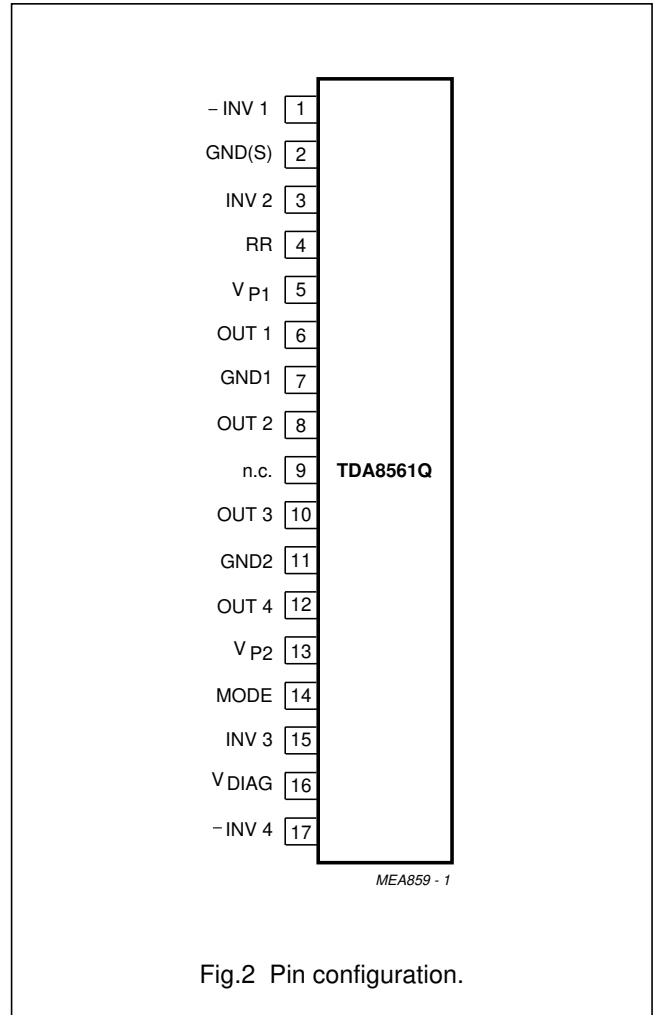 – INV 1 1
GND(S) 2
INV 2 3
RR 4
V P1 5
OUT 1 6
GND1 7
OUT 2 8
n.c. 9 TDA8561Q
OUT 3 10
GND2 11
OUT 4 12
V P2 13
MODE 14
INV 3 15
V DIAG 16
– INV 4 17
MEA859 - 1
Fig.2 Pin configuration.